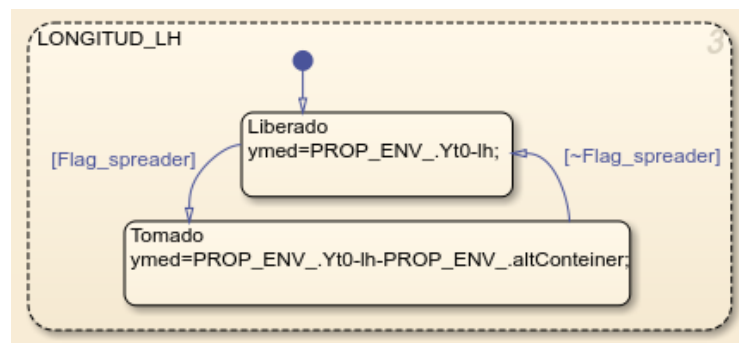 LONGITUD_LH
3
Liberado
ymed=PROP_ENV_.Yt0-lh;
[Flag_spreader]
[~Flag_spreader]
Tomado
ymed=PROP_ENV_.Yt0-lh-PROP_ENV_.altConteiner;